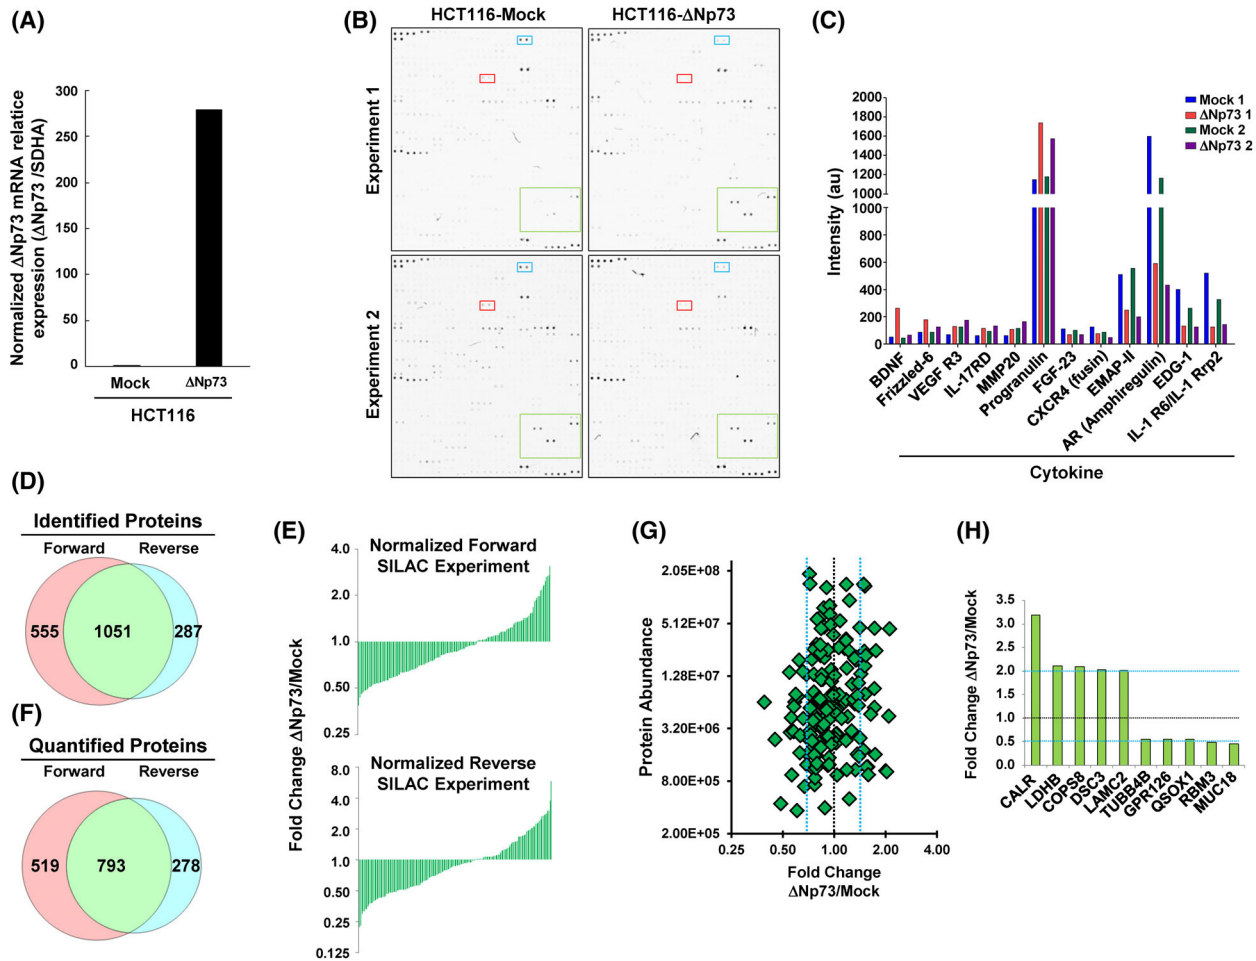 (A)
Normalized ΔNp73 mRNA relatice
expression (ΔNp73 /SDHA)
300
250
200
150
100
50
0
Mock
ΔNp73
HCT116
(B)
HCT116-Mock
HCT116-ΔNp73
Experiment 1
Experiment 2
(C)
Mock 1
ΔNp73 1
Mock 2
ΔNp73 2
Intensity (au)
2000
1800
1600
1400
1200
1000
1000
800
600
400
200
0
BDNF
Frizzled-6
VEGF R3
IL-17RD
MMP20
Progranulin
FGF-23
CXCR4 (fusin)
EMAP-II
AR (Amphiregulin)
EDG-1
IL-1 R6/IL-1 Rrp2
Cytokine
(D)
Identified Proteins
Forward
Reverse
555
1051
287
(F)
Quantified Proteins
Forward
Reverse
519
793
278
(E)
Fold Change ΔNp73/Mock
Normalized Forward
SILAC Experiment
4.0
2.0
1.0
0.50
0.25
Normalized Reverse
SILAC Experiment
8.0
4.0
2.0
1.0
0.50
0.25
0.125
(G)
Protein Abundance
2.05E+08
5.12E+07
1.28E+07
3.20E+06
8.00E+05
2.00E+05
0.25
0.50
1.00
2.00
4.00
Fold Change
ΔNp73/Mock
(H)
Fold Change ΔNp73/Mock
3.5
3.0
2.5
2.0
1.5
1.0
0.5
0.0
CALR
LDHB
COPS8
DSC3
LAMC2
TUBB4B
GPR126
QSOX1
RBM3
MUC18